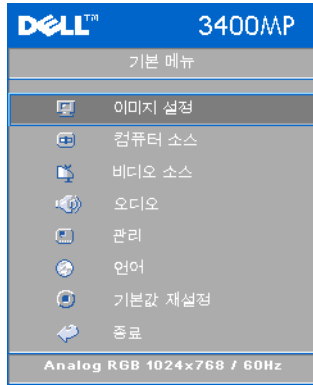 DELL™ 3400MP
기본 메뉴
이미지 설정
컴퓨터 소스
비디오 소스
오디오
관리
언어
기본값 재설정
종료
Analog RGB 1024x768 / 60Hz